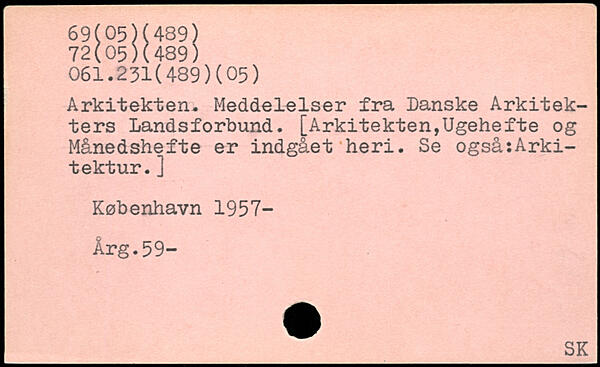 69(05)(489)
72(05)(489)
061.231(489)(05)
Arkitekten. Meddelelser fra Danske Arkitek-
ters Landsforbund. [Arkitekten,Ugehefte og
Månedshefte er indgået heri. Se også:Arki-
tektur.]
København 1957-
Årg.59-
SK